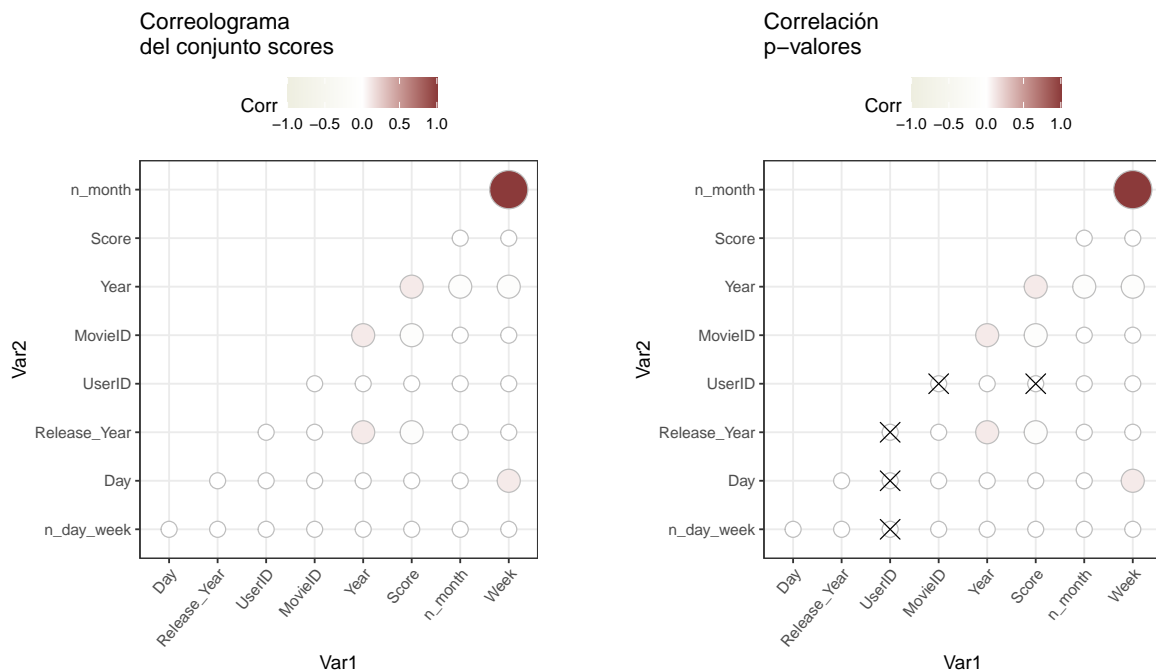 Correolograma
del conjunto scores
Corr
−1.0 −0.5 0.0 0.5 1.0
n_month
Score
Year
MovieID
UserID
Release_Year
Day
n_day_week
Var2
Day
Release_Year
UserID
MovieID
Year
Score
n_month
Week
Var1
Correlación
p−valores
Corr
−1.0 −0.5 0.0 0.5 1.0
n_month
Score
Year
MovieID
UserID
Release_Year
Day
n_day_week
Var2
Day
Release_Year
UserID
MovieID
Year
Score
n_month
Week
Var1